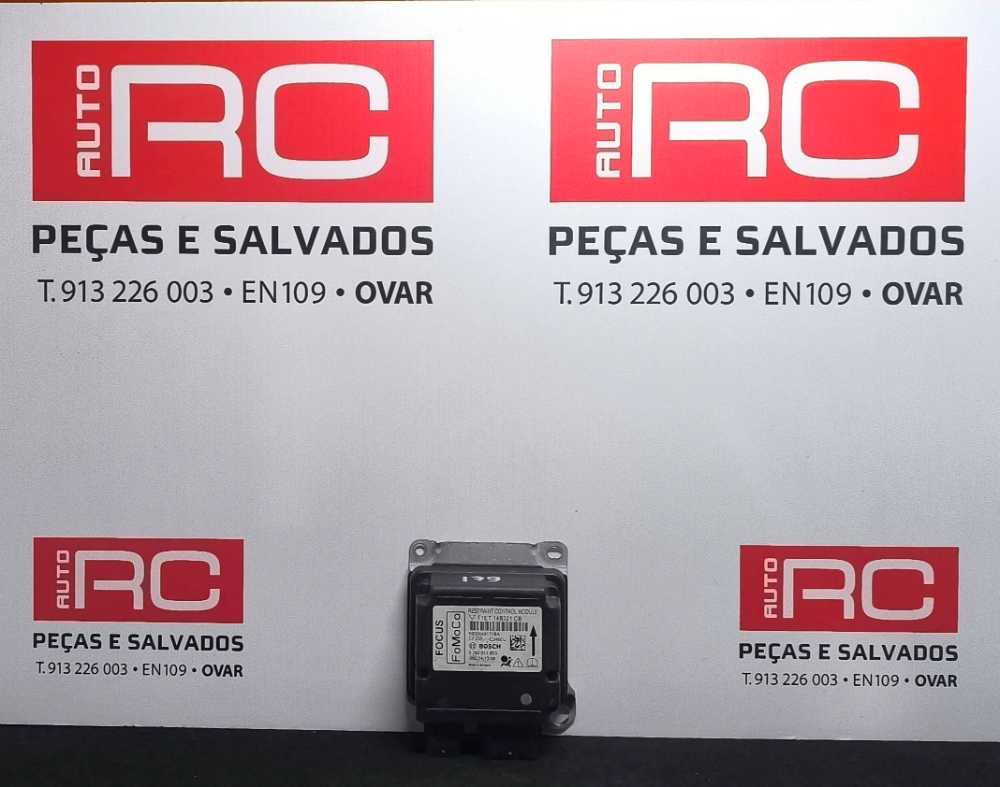 AUTO RC
PEÇAS E SALVADOS
T. 913 226 003 • EN109 • OVAR
AUTO RC
PEÇAS E SALVADOS
T. 913 226 003 • EN109 • OVAR
AUTO RC
PEÇAS E SALVADOS
T. 913 226 003 • EN109 • OVAR
FOCUS
FoMoCo
RESTRAINT CONTROL MODULE
BOSCH
AUTO RC
PEÇAS E SALVADOS
T. 913 226 003 • EN109 • OVAR